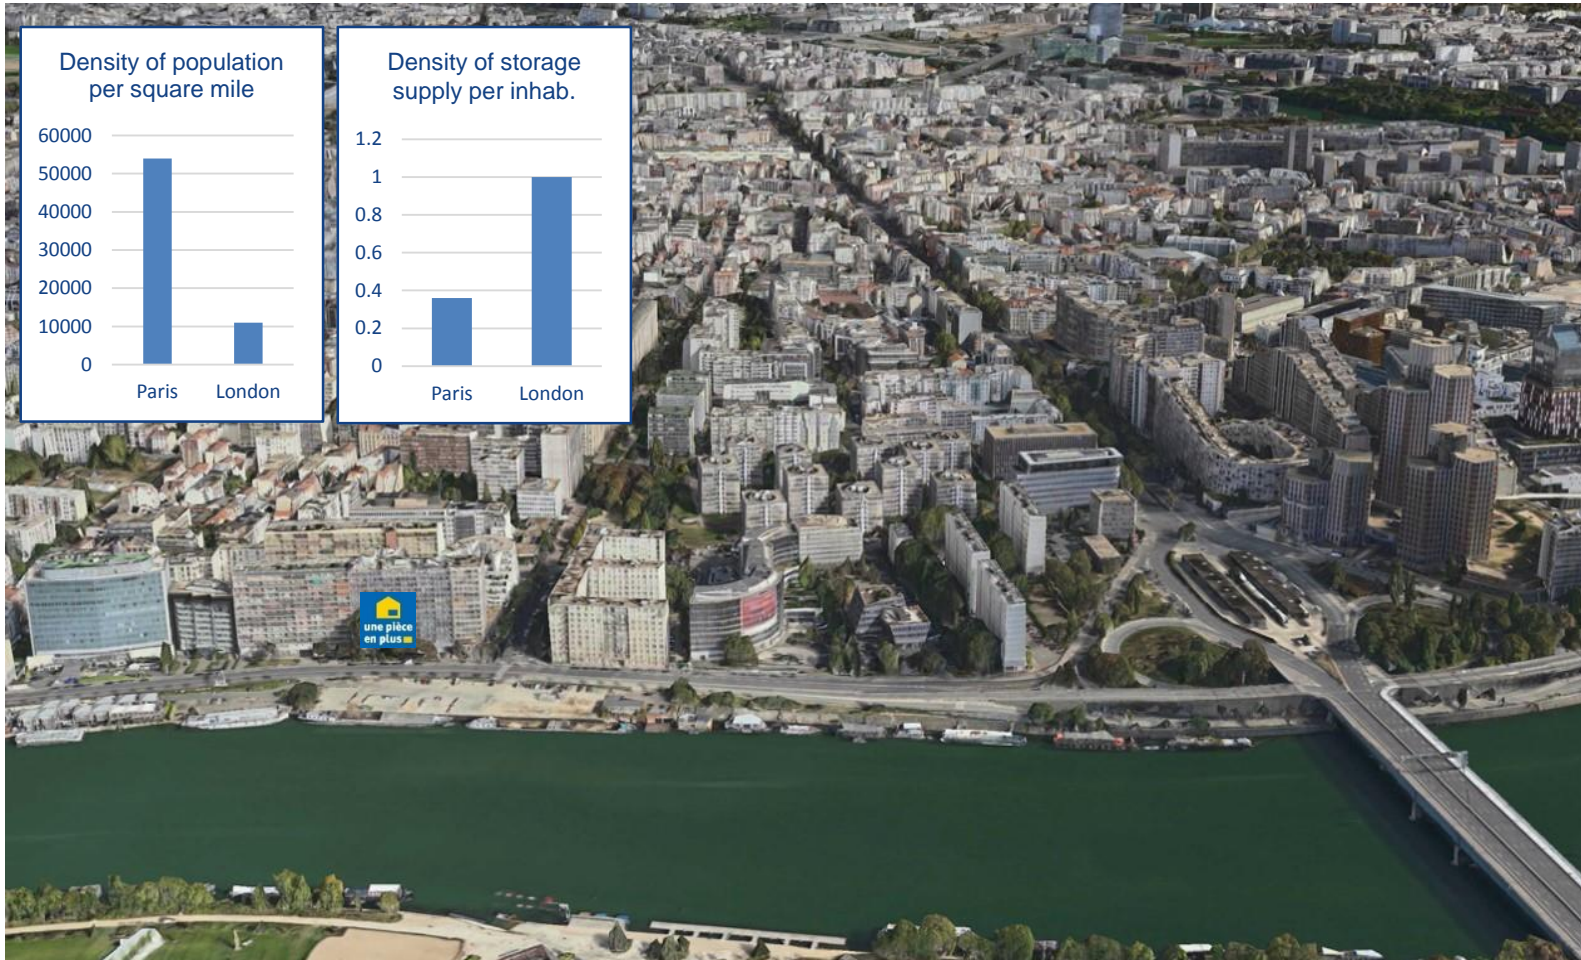 Density of population
per square mile
60000
50000
40000
30000
20000
10000
0
Paris London
Density of storage
supply per inhab.
1.2
1
0.8
0.6
0.4
0.2
0
Paris London
une pièce
en plus